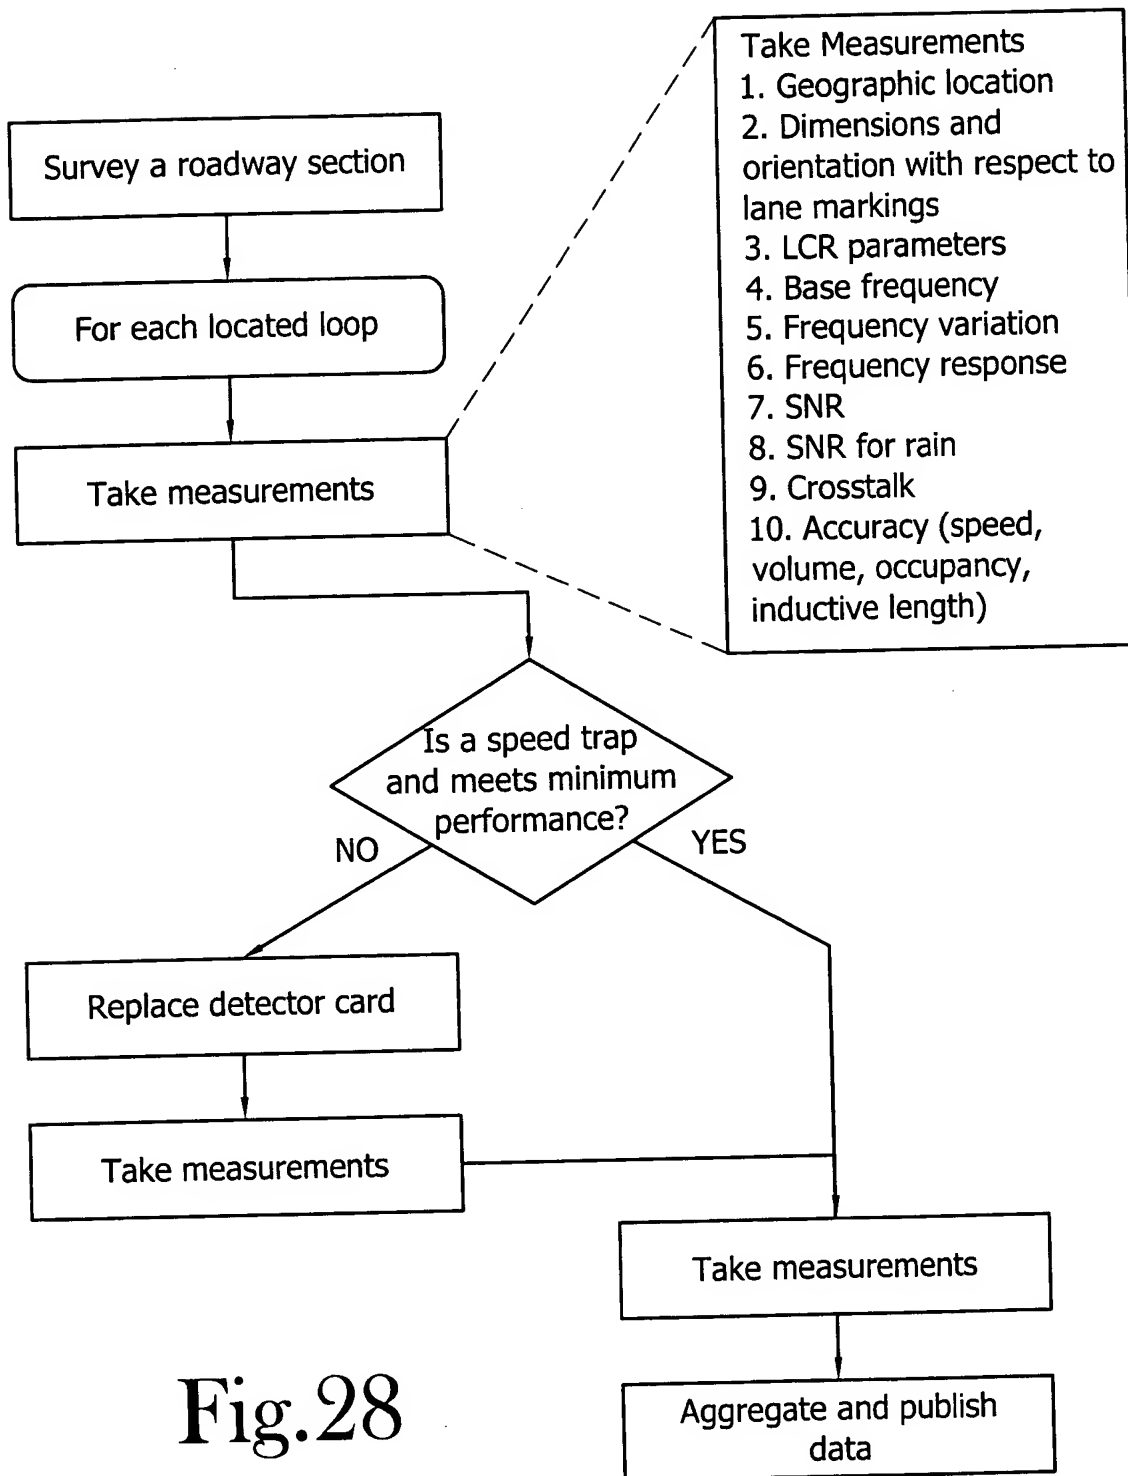 Survey a roadway section
For each located loop
Take measurements
Take Measurements
1. Geographic location
2. Dimensions and
orientation with respect to
lane markings
3. LCR parameters
4. Base frequency
5. Frequency variation
6. Frequency response
7. SNR
8. SNR for rain
9. Crosstalk
10. Accuracy (speed,
volume, occupancy,
inductive length)
Is a speed trap
and meets minimum
performance?
NO
YES
Replace detector card
Take measurements
Take measurements
Aggregate and publish
data
Fig.28